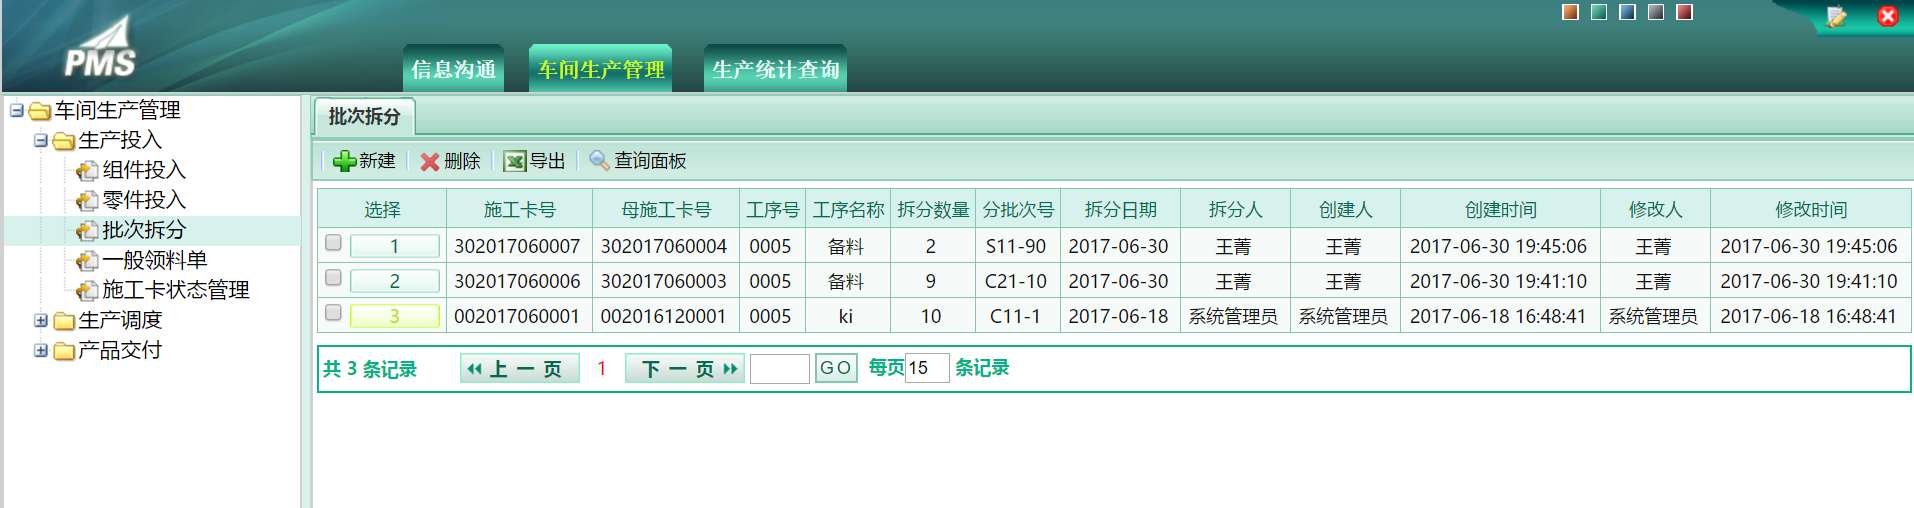 PMS
信息沟通 车间生产管理 生产统计查询
车间生产管理
生产投入
组件投入
零件投入
批次拆分
一般领料单
施工卡状态管理
生产调度
产品交付
批次拆分
新建 删除 导出 查询面板
选择 施工卡号 母施工卡号 工序号 工序名称 拆分数量 分批次号 拆分日期 拆分人 创建人 创建时间 修改人 修改时间
1 302017060007 302017060004 0005 备料 2 S11-90 2017-06-30 王菁 王菁 2017-06-30 19:45:06 王菁 2017-06-30 19:45:06
2 302017060006 302017060003 0005 备料 9 C21-10 2017-06-30 王菁 王菁 2017-06-30 19:41:10 王菁 2017-06-30 19:41:10
3 002017060001 002016120001 0005 ki 10 C11-1 2017-06-18 系统管理员 系统管理员 2017-06-18 16:48:41 系统管理员 2017-06-18 16:48:41
共 3 条记录 上一页 1 下一页 GO 每页 15 条记录